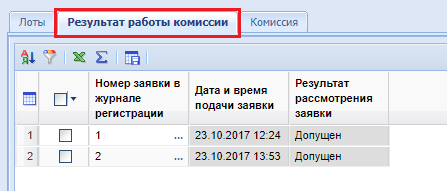 Лоты Результат работы комиссии Комиссия
Номер заявки в журнале регистрации Дата и время подачи заявки Результат рассмотрения заявки
1 1 ... 23.10.2017 12:24 Допущен
2 2 ... 23.10.2017 13:53 Допущен